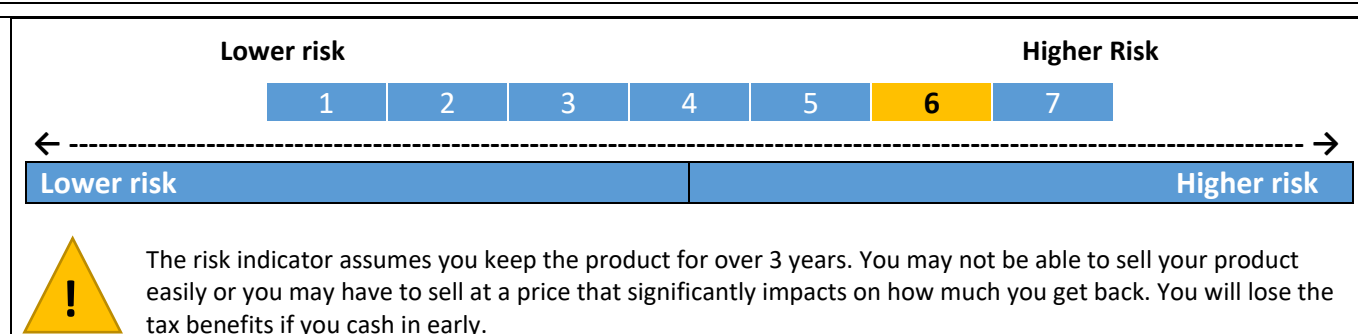 Lower risk Higher Risk
1 2 3 4 5 6 7
← ------------------------------------------------------------------------------------------------------------------------------ →
Lower risk Higher risk
The risk indicator assumes you keep the product for over 3 years. You may not be able to sell your product
! easily or you may have to sell at a price that significantly impacts on how much you get back. You will lose the
tax benefits if you cash in early.